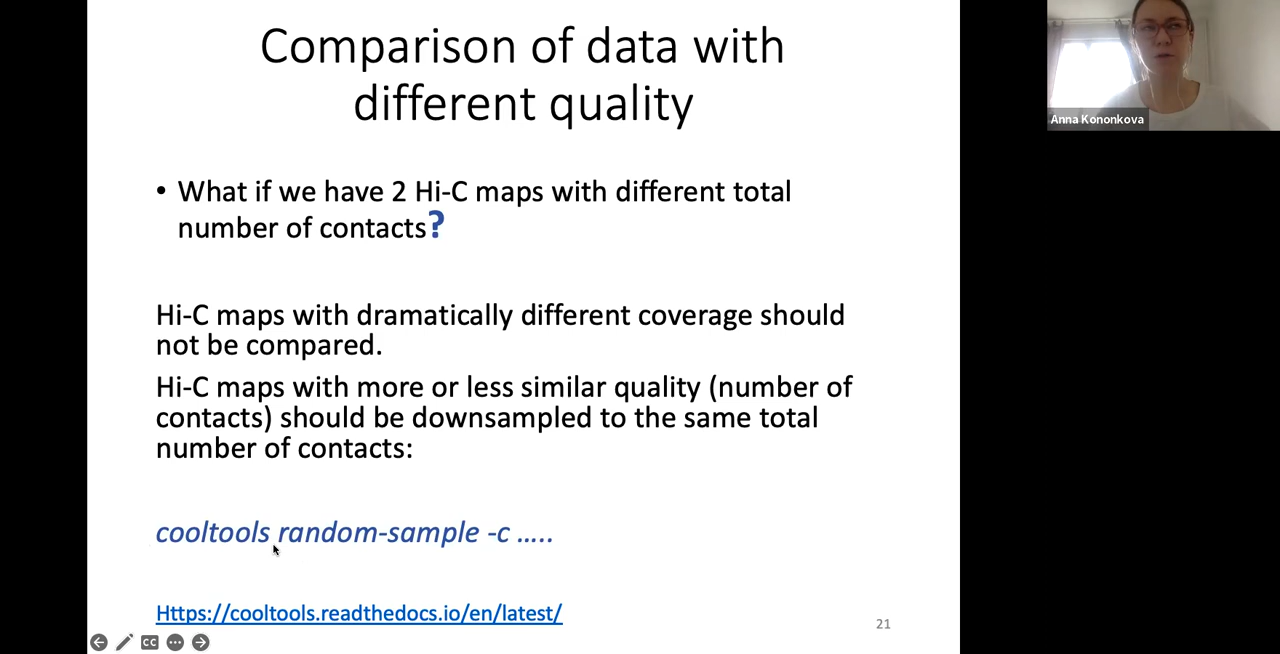 Comparison of data with
different quality
• What if we have 2 Hi-C maps with different total
number of contacts?
Hi-C maps with dramatically different coverage should
not be compared.
Hi-C maps with more or less similar quality (number of
contacts) should be downsampled to the same total
number of contacts:
cooltools random-sample -c .....
Https://cooltools.readthedocs.io/en/latest/
21
CC
Anna Kononkova